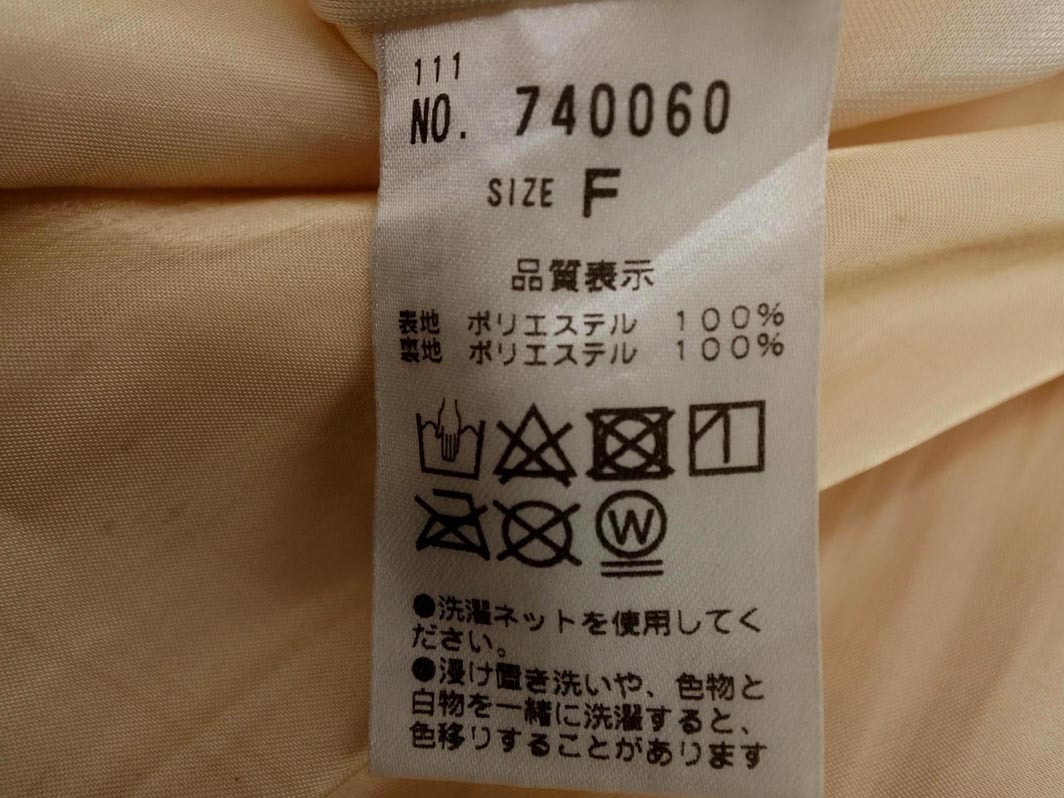 111
NO. 740060
SIZE F
品質表示
表地 ポリエステル 100%
裏地 ポリエステル 100%
W
●洗濯ネットを使用してく
ださい。
●浸け置き洗いや、色物と
白物を一緒に洗濯すると、
色移りすることがあります